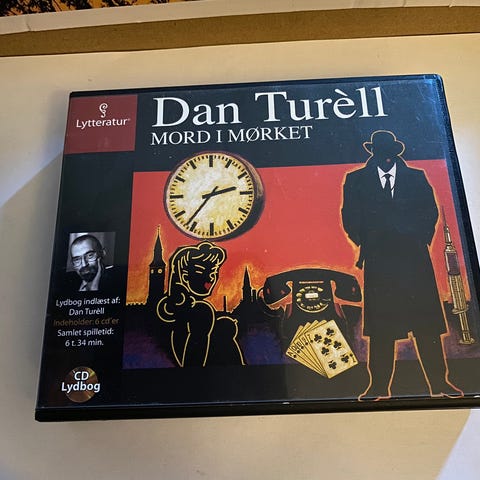 Lytteratur®
Dan Turèll
MORD I MØRKET
Lydbog indlæst af:
Dan Turèll
Indeholder: 6 cd'er
Samlet spilletid:
6 t. 34 min.
CD
Lydbog